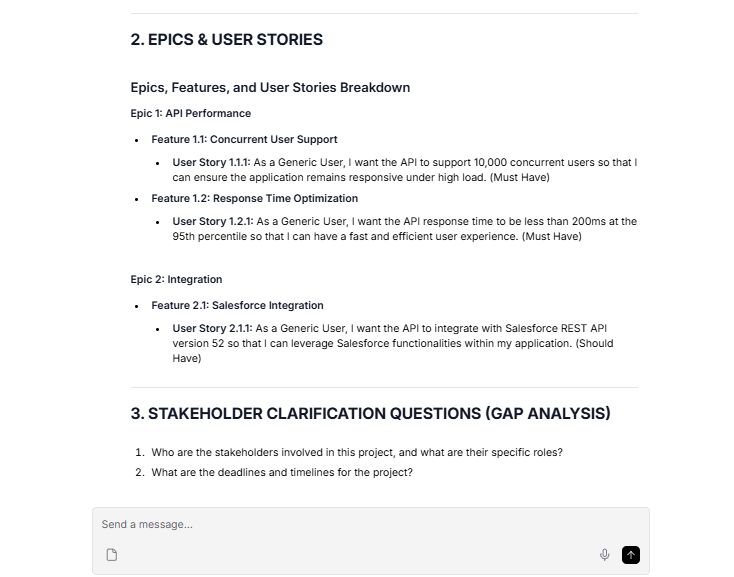 2. EPICS & USER STORIES
Epics, Features, and User Stories Breakdown
Epic 1: API Performance
• Feature 1.1: Concurrent User Support
• User Story 1.1.1: As a Generic User, I want the API to support 10,000 concurrent users so that I
can ensure the application remains responsive under high load. (Must Have)
• Feature 1.2: Response Time Optimization
• User Story 1.2.1: As a Generic User, I want the API response time to be less than 200ms at the
95th percentile so that I can have a fast and efficient user experience. (Must Have)
Epic 2: Integration
• Feature 2.1: Salesforce Integration
• User Story 2.1.1: As a Generic User, I want the API to integrate with Salesforce REST API
version 52 so that I can leverage Salesforce functionalities within my application. (Should
Have)
3. STAKEHOLDER CLARIFICATION QUESTIONS (GAP ANALYSIS)
1. Who are the stakeholders involved in this project, and what are their specific roles?
2. What are the deadlines and timelines for the project?
Send a message...